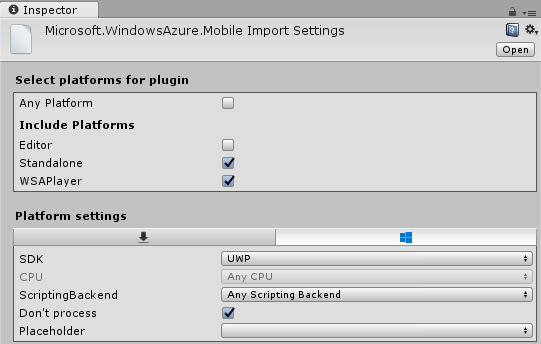 Inspector
Microsoft.WindowsAzure.Mobile Import Settings
Open
Select platforms for plugin
Any Platform
Include Platforms
Editor
Standalone
WSAPlayer
Platform settings
SDK UWP
CPU Any CPU
ScriptingBackend Any Scripting Backend
Don't process
Placeholder